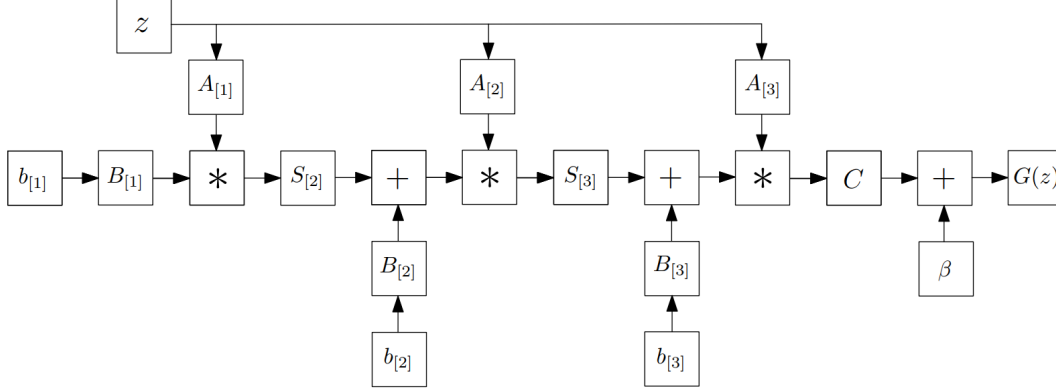 z
A[1] A[2] A[3]
b[1] B[1] * S[2] + * S[3] + * C + G(z)
B[2] B[3] β
b[2] b[3]